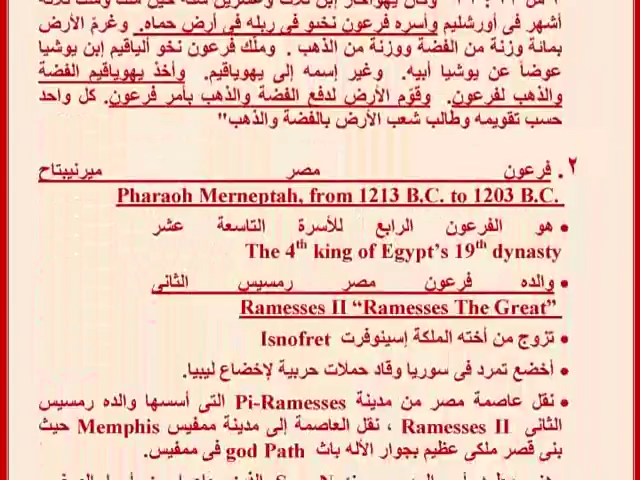 أشهر فى أورشليم وأسره فرعون نخو فى ربله فى أرض حماه. وغرم الأرض
بمائة وزنة من الفضة ووزنة من الذهب . وملك فرعون نخو ألياقيم إبن يوشيا
عوضاً عن يوشيا أبيه. وغير إسمه إلى يهوياقيم. وأخذ يهوياقيم الفضة
والذهب لفرعون. وقوّم الأرض لدفع الفضة والذهب بأمر فرعون. كل واحد
حسب تقويمه وطالب شعب الأرض بالفضة والذهب"
٢. فرعون مصر ميرنيبتاح
Pharaoh Merneptah, from 1213 B.C. to 1203 B.C.
• هو الفرعون الرابع للأسرة التاسعة عشر
The 4th king of Egypt’s 19th dynasty
• والده فرعون مصر رمسيس الثانى
Ramesses II “Ramesses The Great”
• تزوج من أخته الملكة إسينوفرت Isnofret
• أخضع تمرد فى سوريا وقاد حملات حربية لإخضاع ليبيا.
• نقل عاصمة مصر من مدينة Pi-Ramesses التى أسسها والده رمسيس
الثانى Ramesses II ، نقل العاصمة إلى مدينة ممفيس Memphis حيث
بنى قصر ملكى عظيم بجوار الأله باث god Path فى ممفيس.